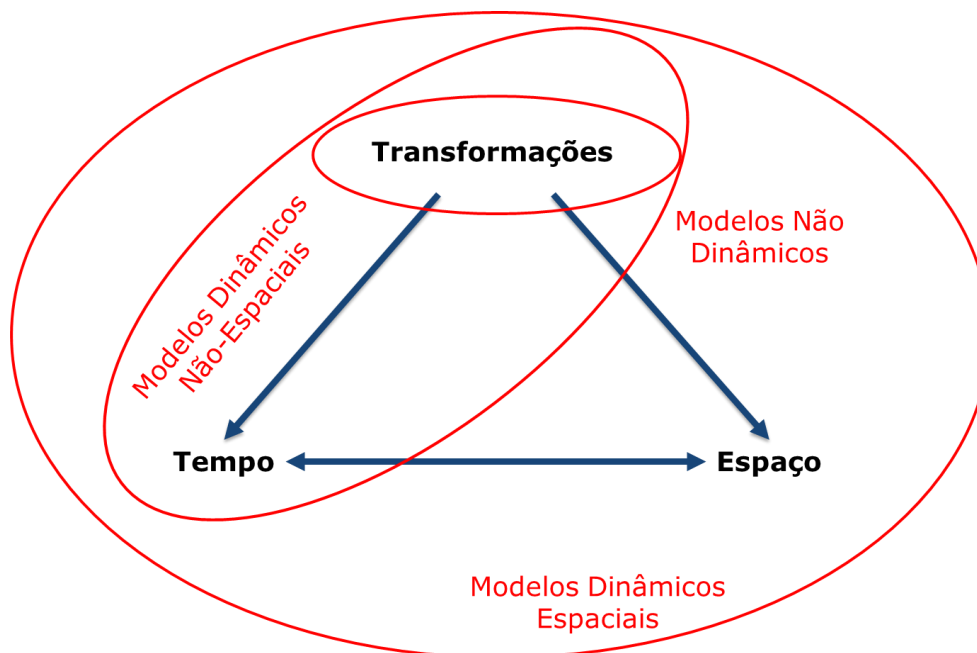 Transformações
Modelos Não
Dinâmicos
Modelos Dinâmicos
Não-Espaciais
Tempo
Espaço
Modelos Dinâmicos
Espaciais